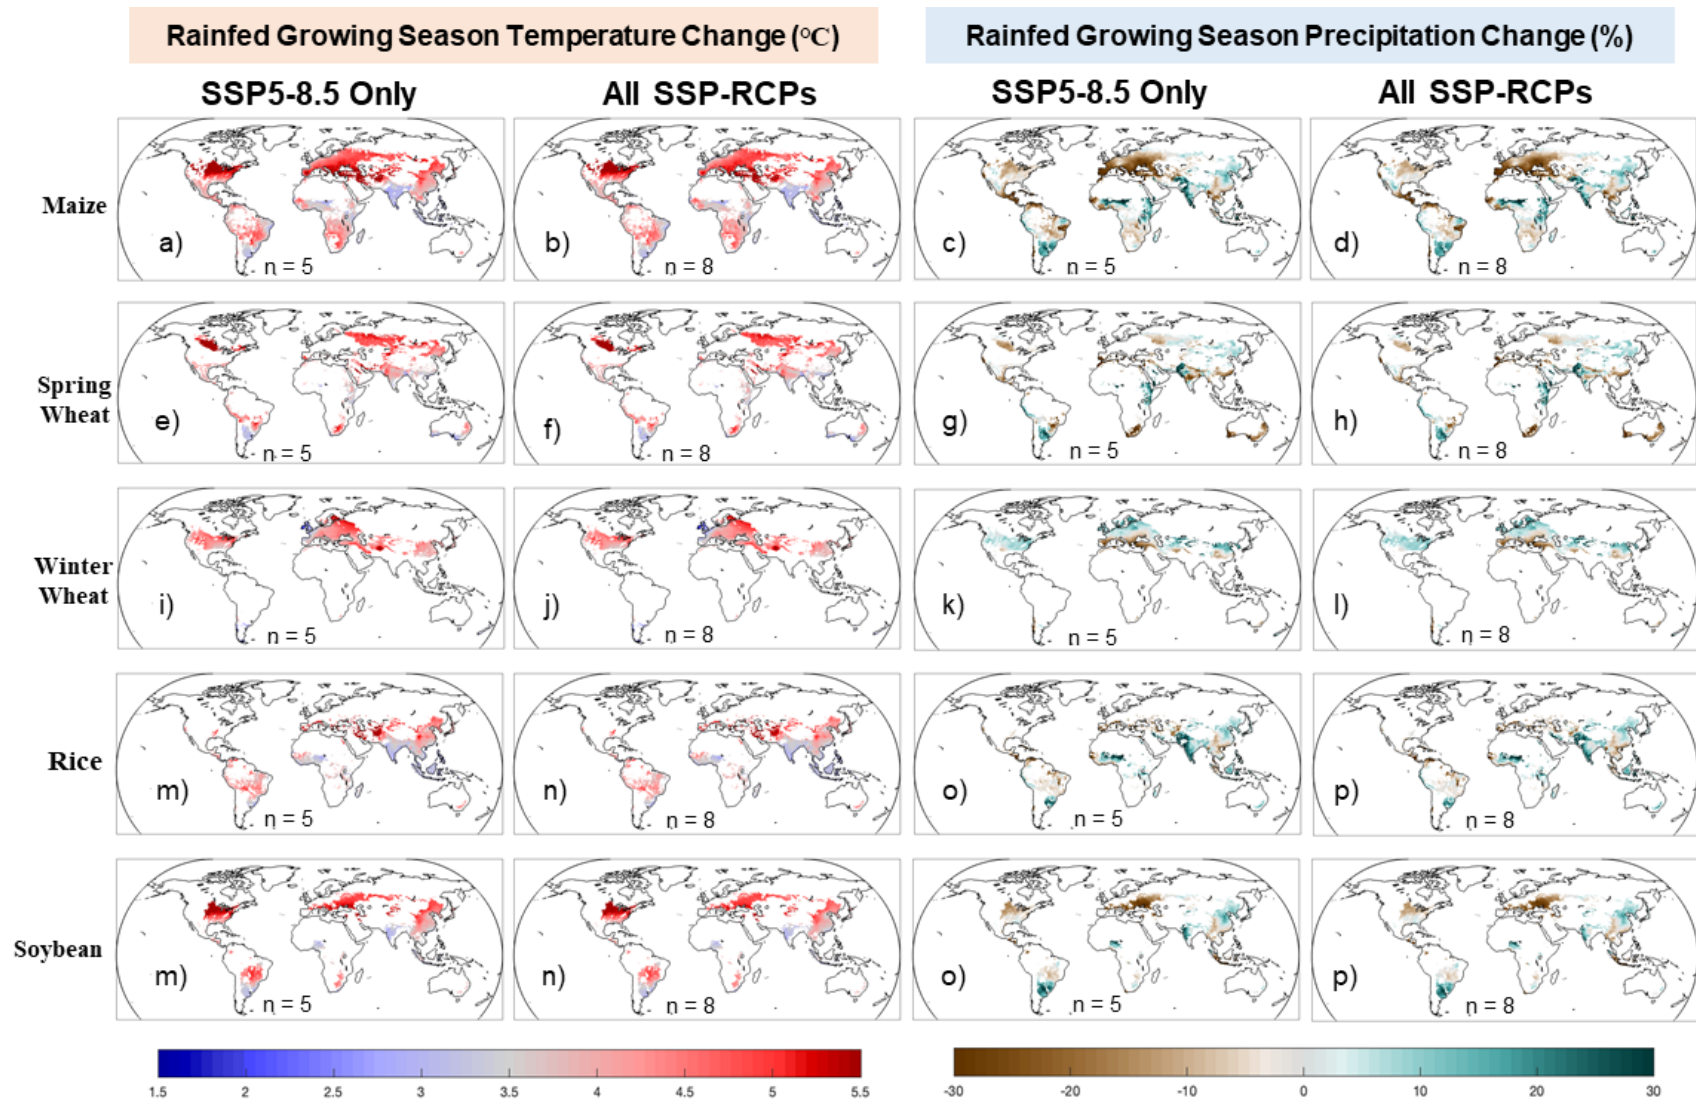 Rainfed Growing Season Temperature Change (°C)
Rainfed Growing Season Precipitation Change (%)
SSP5-8.5 Only
All SSP-RCPs
SSP5-8.5 Only
All SSP-RCPs
Maize
a)
n = 5
b)
n = 8
c)
n = 5
d)
n = 8
Spring
Wheat
e)
n = 5
f)
n = 8
g)
n = 5
h)
n = 8
Winter
Wheat
i)
n = 5
j)
n = 8
k)
n = 5
l)
n = 8
Rice
m)
n = 5
n)
n = 8
o)
n = 5
p)
n = 8
Soybean
m)
n = 5
n)
n = 8
o)
n = 5
p)
n = 8
1.5 2 2.5 3 3.5 4 4.5 5 5.5
-30 -20 -10 0 10 20 30